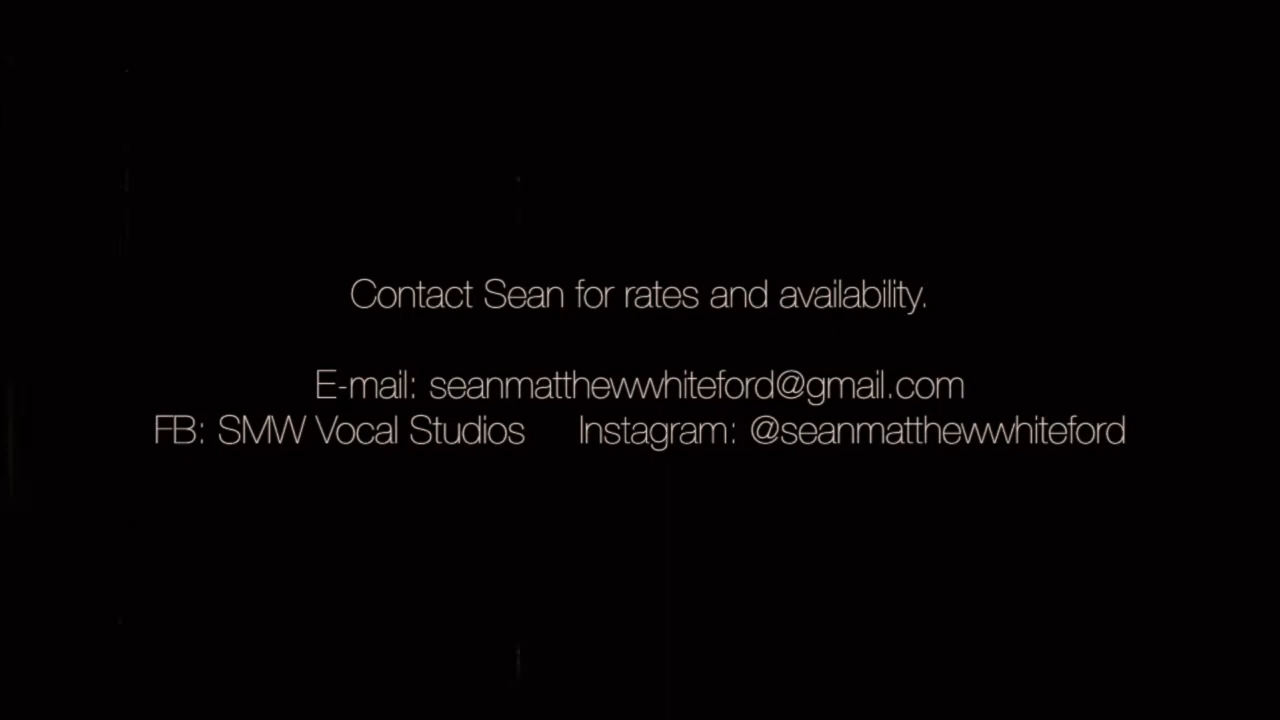 Contact Sean for rates and availability.
E-mail: seanmatthewwhiteford@gmail.com
FB: SMW Vocal Studios Instagram: @seanmatthewwhiteford